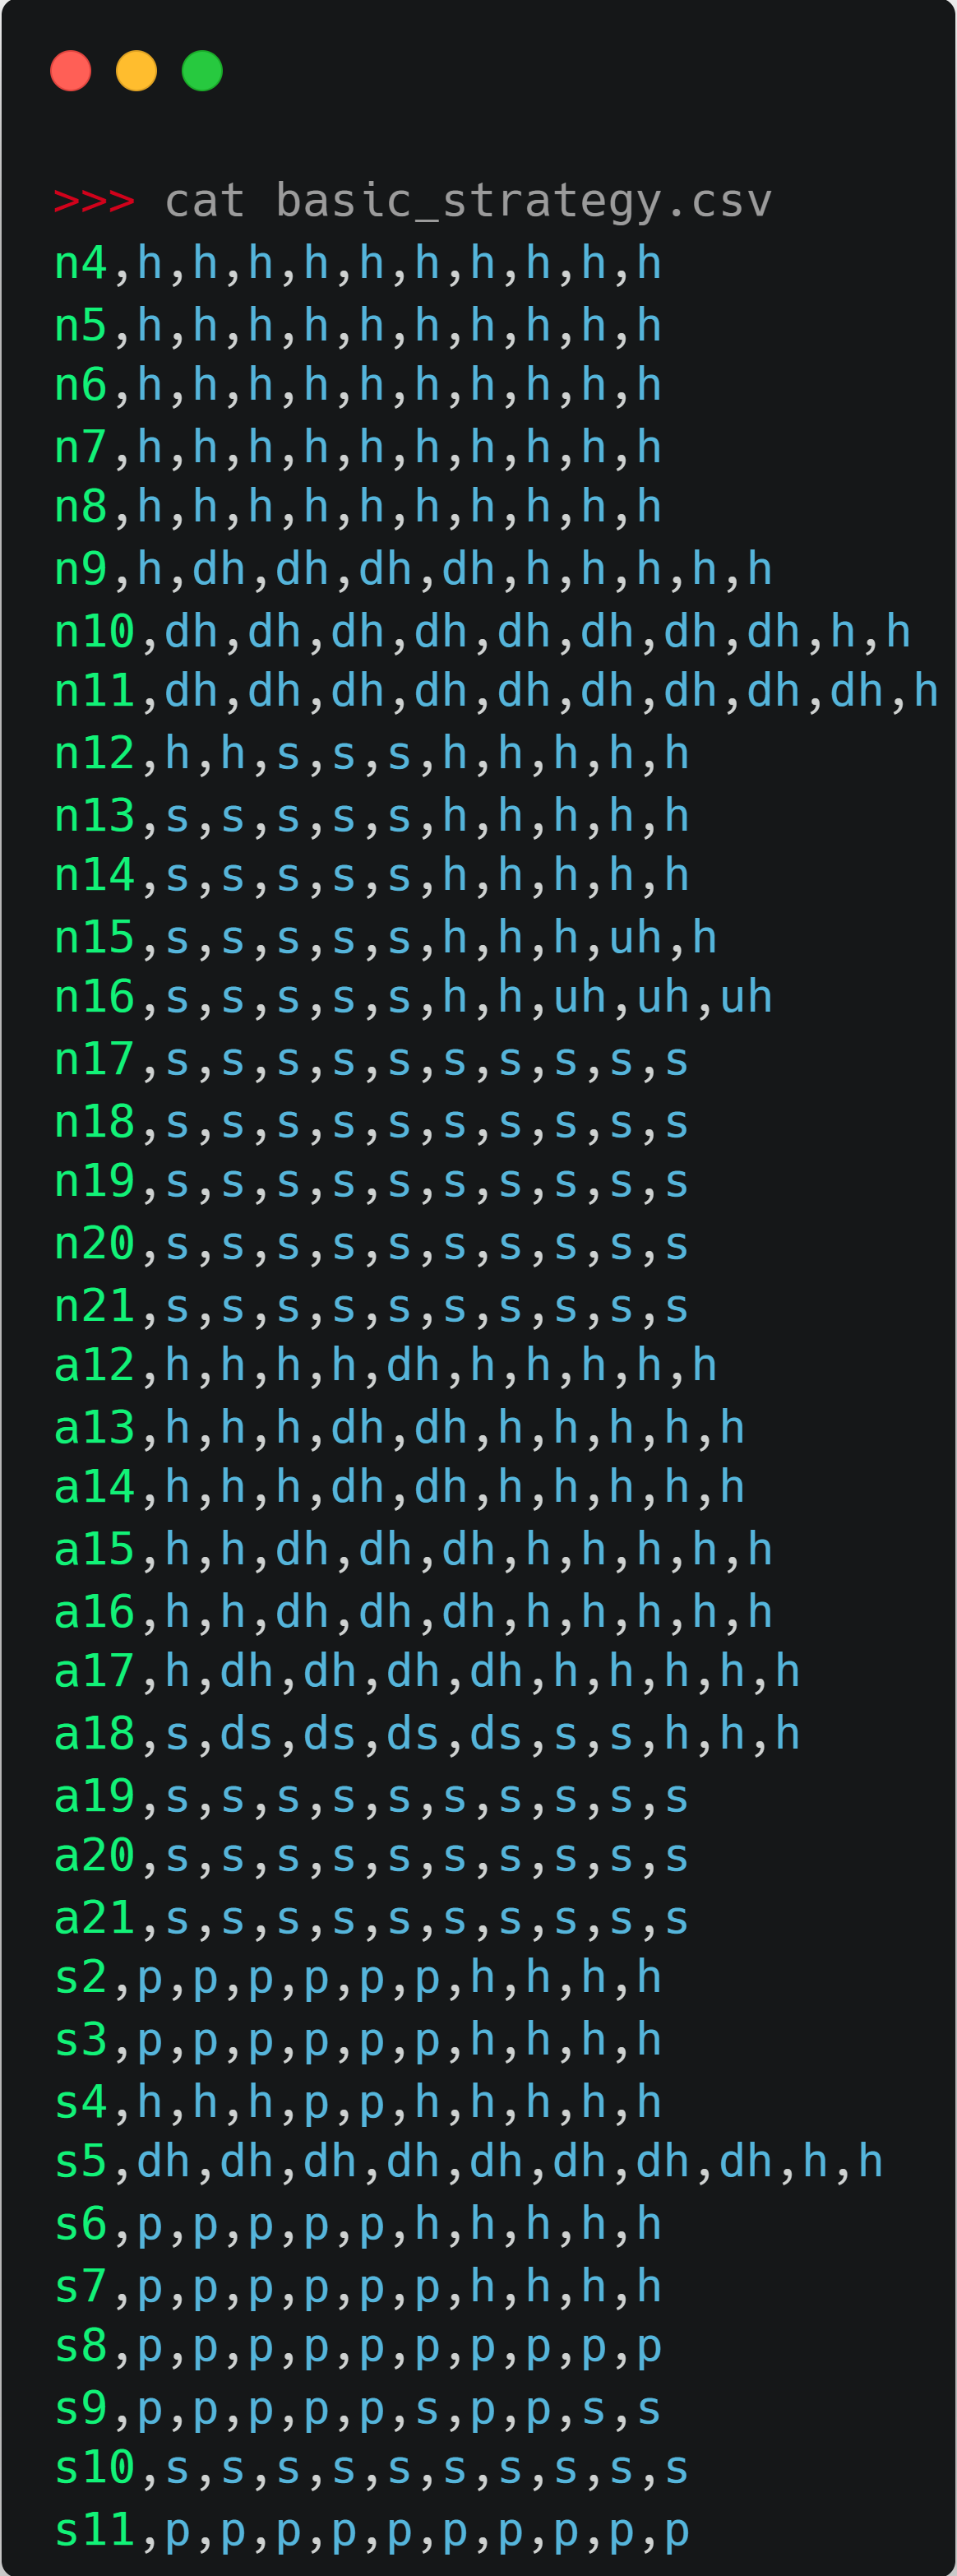 >>> cat basic_strategy.csv
n4,h,h,h,h,h,h,h,h,h,h
n5,h,h,h,h,h,h,h,h,h,h
n6,h,h,h,h,h,h,h,h,h,h
n7,h,h,h,h,h,h,h,h,h,h
n8,h,h,h,h,h,h,h,h,h,h
n9,h,dh,dh,dh,dh,h,h,h,h,h
n10,dh,dh,dh,dh,dh,dh,dh,dh,h,h
n11,dh,dh,dh,dh,dh,dh,dh,dh,dh,h
n12,h,h,s,s,s,h,h,h,h,h
n13,s,s,s,s,s,h,h,h,h,h
n14,s,s,s,s,s,h,h,h,h,h
n15,s,s,s,s,s,h,h,h,uh,h
n16,s,s,s,s,s,h,h,uh,uh,uh
n17,s,s,s,s,s,s,s,s,s,s
n18,s,s,s,s,s,s,s,s,s,s
n19,s,s,s,s,s,s,s,s,s,s
n20,s,s,s,s,s,s,s,s,s,s
n21,s,s,s,s,s,s,s,s,s,s
a12,h,h,h,h,dh,h,h,h,h,h
a13,h,h,h,dh,dh,h,h,h,h,h
a14,h,h,h,dh,dh,h,h,h,h,h
a15,h,h,dh,dh,dh,h,h,h,h,h
a16,h,h,dh,dh,dh,h,h,h,h,h
a17,h,dh,dh,dh,dh,h,h,h,h,h
a18,s,ds,ds,ds,ds,s,s,h,h,h
a19,s,s,s,s,s,s,s,s,s,s
a20,s,s,s,s,s,s,s,s,s,s
a21,s,s,s,s,s,s,s,s,s,s
s2,p,p,p,p,p,p,h,h,h,h
s3,p,p,p,p,p,p,h,h,h,h
s4,h,h,h,p,p,h,h,h,h,h
s5,dh,dh,dh,dh,dh,dh,dh,dh,h,h
s6,p,p,p,p,p,h,h,h,h,h
s7,p,p,p,p,p,p,h,h,h,h
s8,p,p,p,p,p,p,p,p,p,p
s9,p,p,p,p,p,s,p,p,s,s
s10,s,s,s,s,s,s,s,s,s,s
s11,p,p,p,p,p,p,p,p,p,p